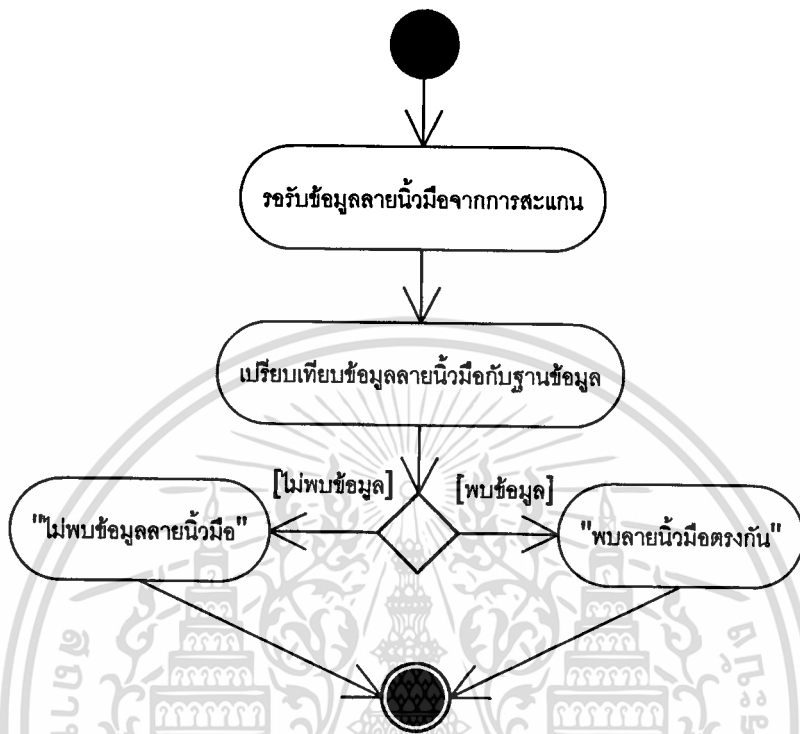 รอรับข้อมูลลายนิ้วมือจากการสะแกน
เปรียบเทียบข้อมูลลายนิ้วมือกับฐานข้อมูล
[ไม่พบข้อมูล]
[พบข้อมูล]
"ไม่พบข้อมูลลายนิ้วมือ"
"พบลายนิ้วมือตรงกัน"